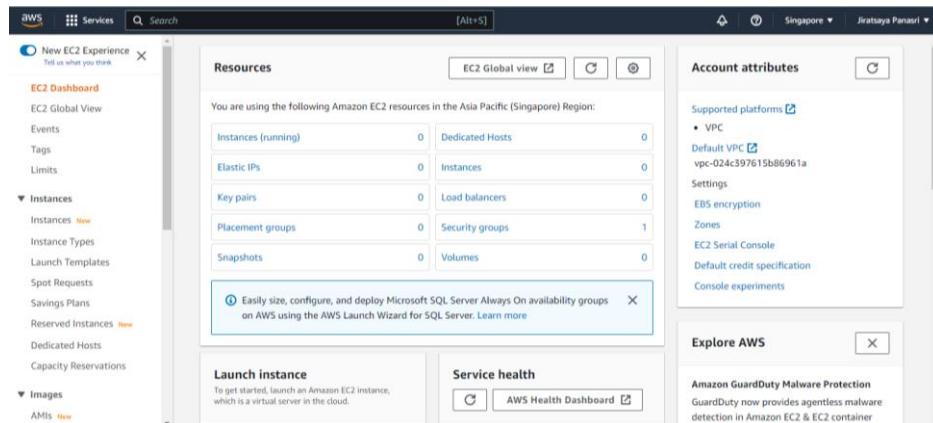 aws Services Search [Alt+S] Singapore Jiratsaya Panasri
New EC2 Experience
Tell us what you think
EC2 Dashboard
EC2 Global View
Events
Tags
Limits
Instances
Instances New
Instance Types
Launch Templates
Spot Requests
Savings Plans
Reserved Instances New
Dedicated Hosts
Capacity Reservations
Images
AMIs New
Resources
EC2 Global view
You are using the following Amazon EC2 resources in the Asia Pacific (Singapore) Region:
Instances (running) 0 Dedicated Hosts 0
Elastic IPs 0 Instances 0
Key pairs 0 Load balancers 0
Placement groups 0 Security groups 1
Snapshots 0 Volumes 0
Easily size, configure, and deploy Microsoft SQL Server Always On availability groups
on AWS using the AWS Launch Wizard for SQL Server. Learn more
Launch instance
To get started, launch an Amazon EC2 instance,
which is a virtual server in the cloud.
Service health
AWS Health Dashboard
Account attributes
Supported platforms
• VPC
Default VPC
vpc-024c397615b86961a
Settings
EBS encryption
Zones
EC2 Serial Console
Default credit specification
Console experiments
Explore AWS
Amazon GuardDuty Malware Protection
GuardDuty now provides agentless malware
detection in Amazon EC2 & EC2 container